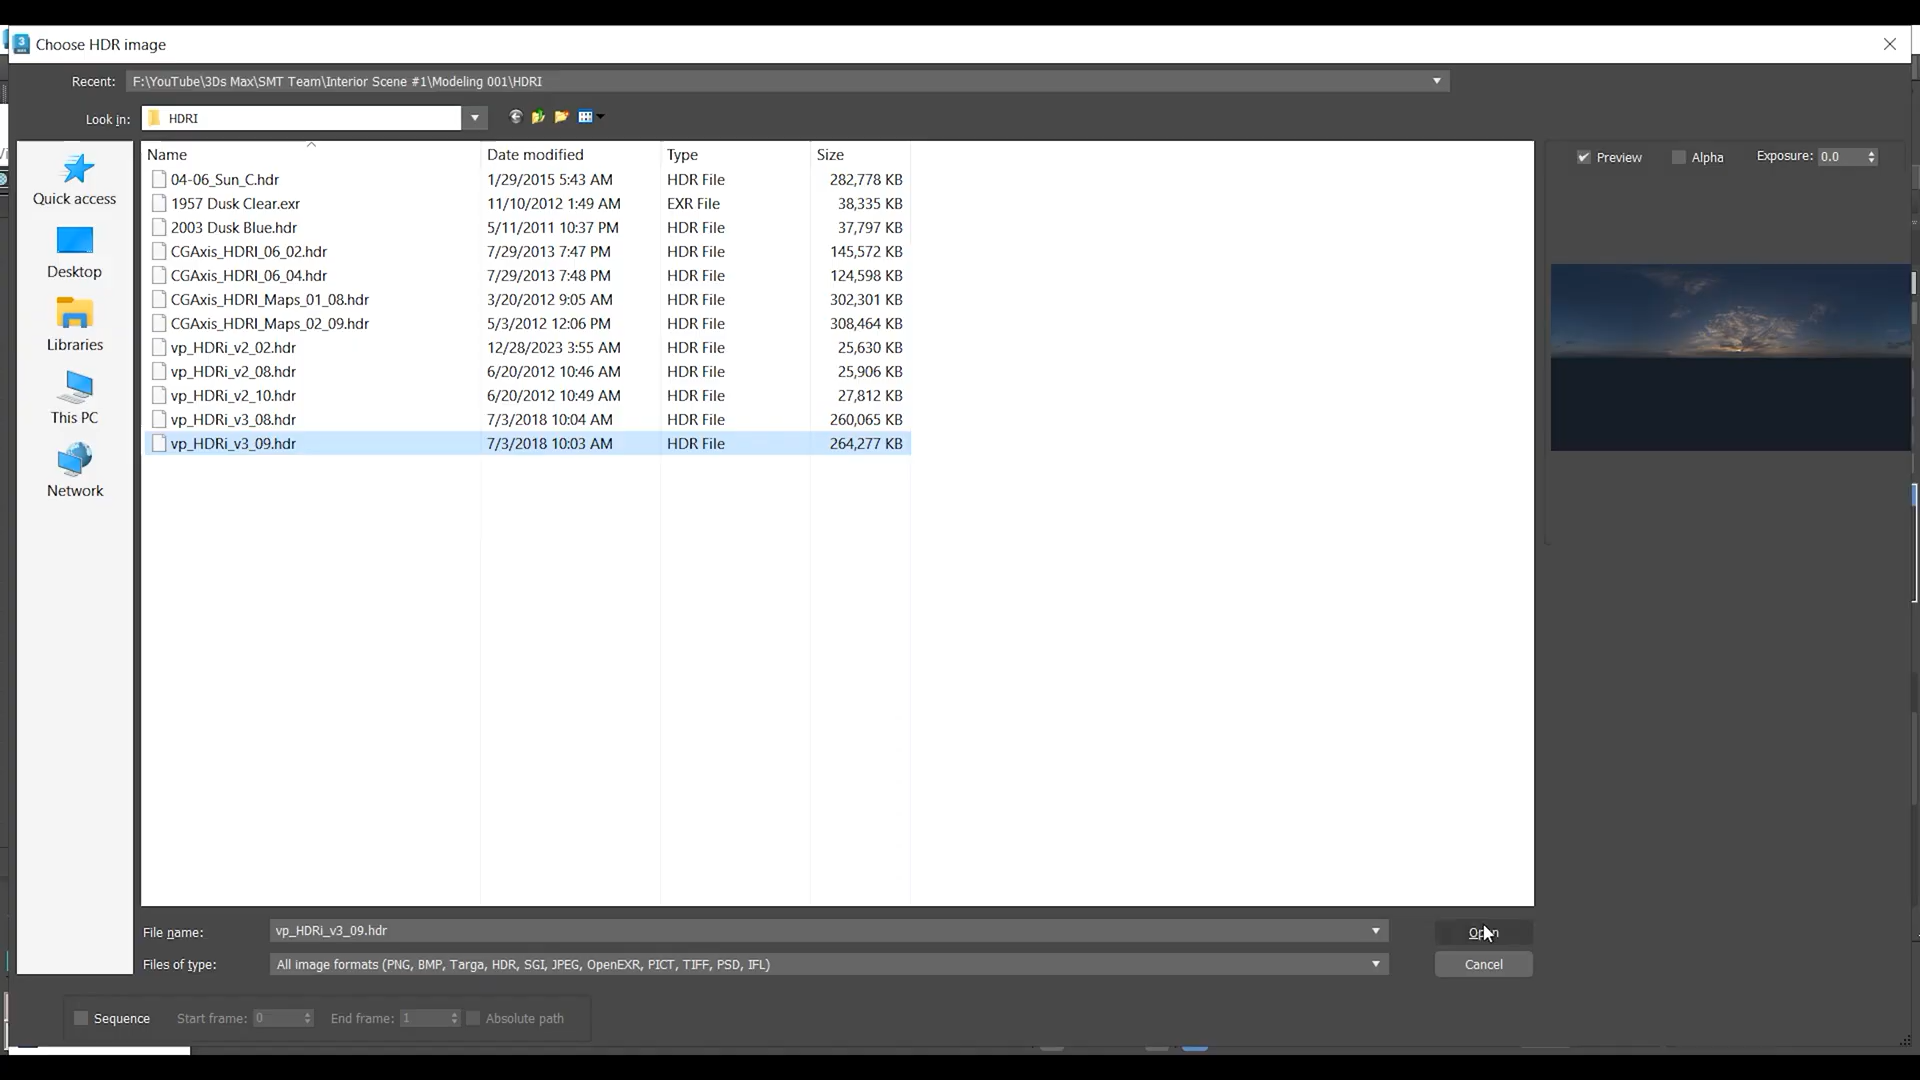 Choose HDR image
Recent: F:\YouTube\3Ds Max\SMT Team\Interior Scene #1\Modeling 001\HDRI
Look in: HDRI
Name Date modified Type Size
04-06_Sun_C.hdr 1/29/2015 5:43 AM HDR File 282,778 KB
1957 Dusk Clear.exr 11/10/2012 1:49 AM EXR File 38,335 KB
2003 Dusk Blue.hdr 5/11/2011 10:37 PM HDR File 37,797 KB
CGAxis_HDRI_06_02.hdr 7/29/2013 7:47 PM HDR File 145,572 KB
CGAxis_HDRI_06_04.hdr 7/29/2013 7:48 PM HDR File 124,598 KB
CGAxis_HDRI_Maps_01_08.hdr 3/20/2012 9:05 AM HDR File 302,301 KB
CGAxis_HDRI_Maps_02_09.hdr 5/3/2012 12:06 PM HDR File 308,464 KB
vp_HDRi_v2_02.hdr 12/28/2023 3:55 AM HDR File 25,630 KB
vp_HDRi_v2_08.hdr 6/20/2012 10:46 AM HDR File 25,906 KB
vp_HDRi_v2_10.hdr 6/20/2012 10:49 AM HDR File 27,812 KB
vp_HDRi_v3_08.hdr 7/3/2018 10:04 AM HDR File 260,065 KB
vp_HDRi_v3_09.hdr 7/3/2018 10:03 AM HDR File 264,277 KB
Quick access
Desktop
Libraries
This PC
Network
Preview Alpha Exposure: 0.0
File name: vp_HDRi_v3_09.hdr Open
Files of type: All image formats (PNG, BMP, Targa, HDR, SGI, JPEG, OpenEXR, PICT, TIFF, PSD, IFL) Cancel
Sequence Start frame: 0 End frame: 1 Absolute path